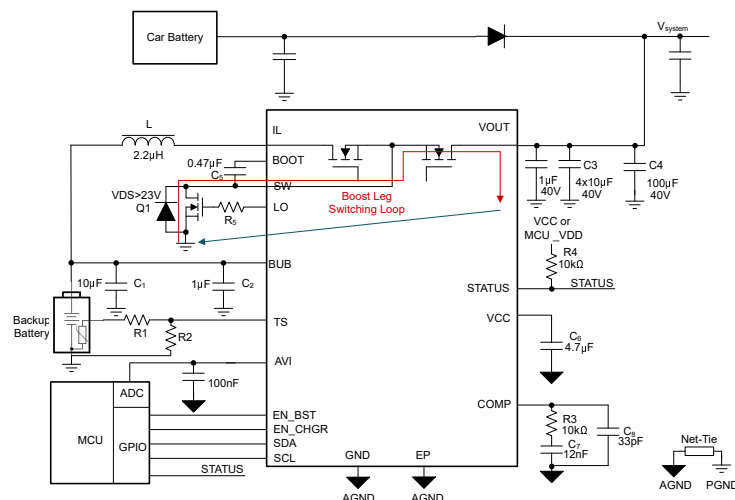 Car Battery
Vsystem
L
2.2µH
IL
VOUT
BOOT
0.47µF
C5
SW
VDS>23V
Q1
LO
R5
Boost Leg
Switching Loop
1µF
40V
C3
4x10µF
40V
C4
100µF
40V
VCC or
MCU_VDD
R4
10kΩ
BUB
10µF
C1
1µF
C2
STATUS
STATUS
Backup
Battery
R1
R2
TS
VCC
C6
4.7µF
AVI
ADC
100nF
COMP
MCU
GPIO
EN_BST
EN_CHGR
SDA
SCL
STATUS
R3
10kΩ
C7
12nF
C8
33pF
GND
EP
AGND
AGND
Net-Tie
AGND
PGND